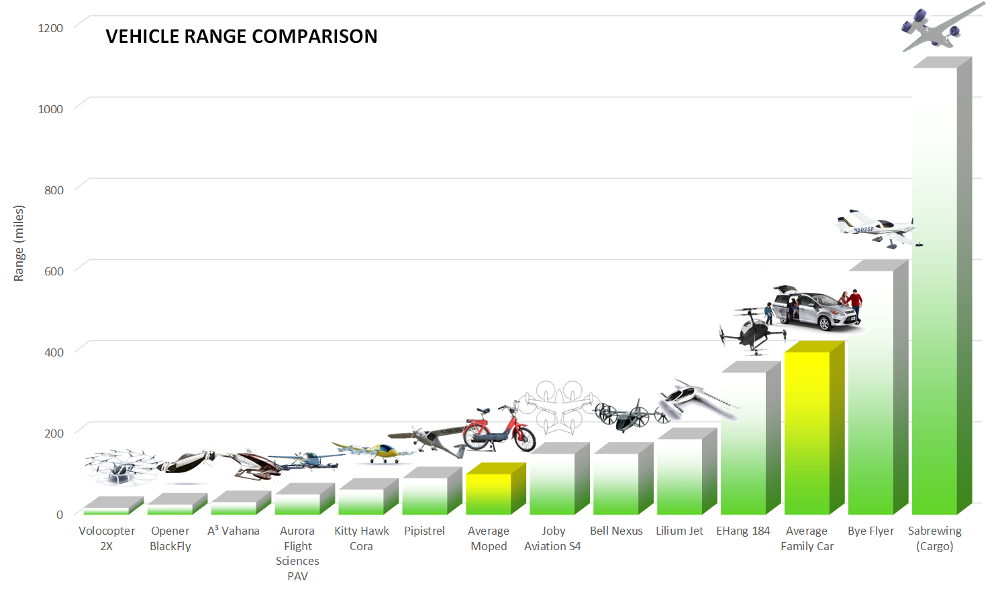 VEHICLE RANGE COMPARISON
1200
1000
800
600
400
200
0
Range (miles)
N502SF
Volocopter
2X
Opener
BlackFly
A³ Vahana
Aurora
Flight
Sciences
PAV
Kitty Hawk
Cora
Pipistrel
Average
Moped
Joby
Aviation S4
Bell Nexus
Lilium Jet
EHang 184
Average
Family Car
Bye Flyer
Sabrewing
(Cargo)